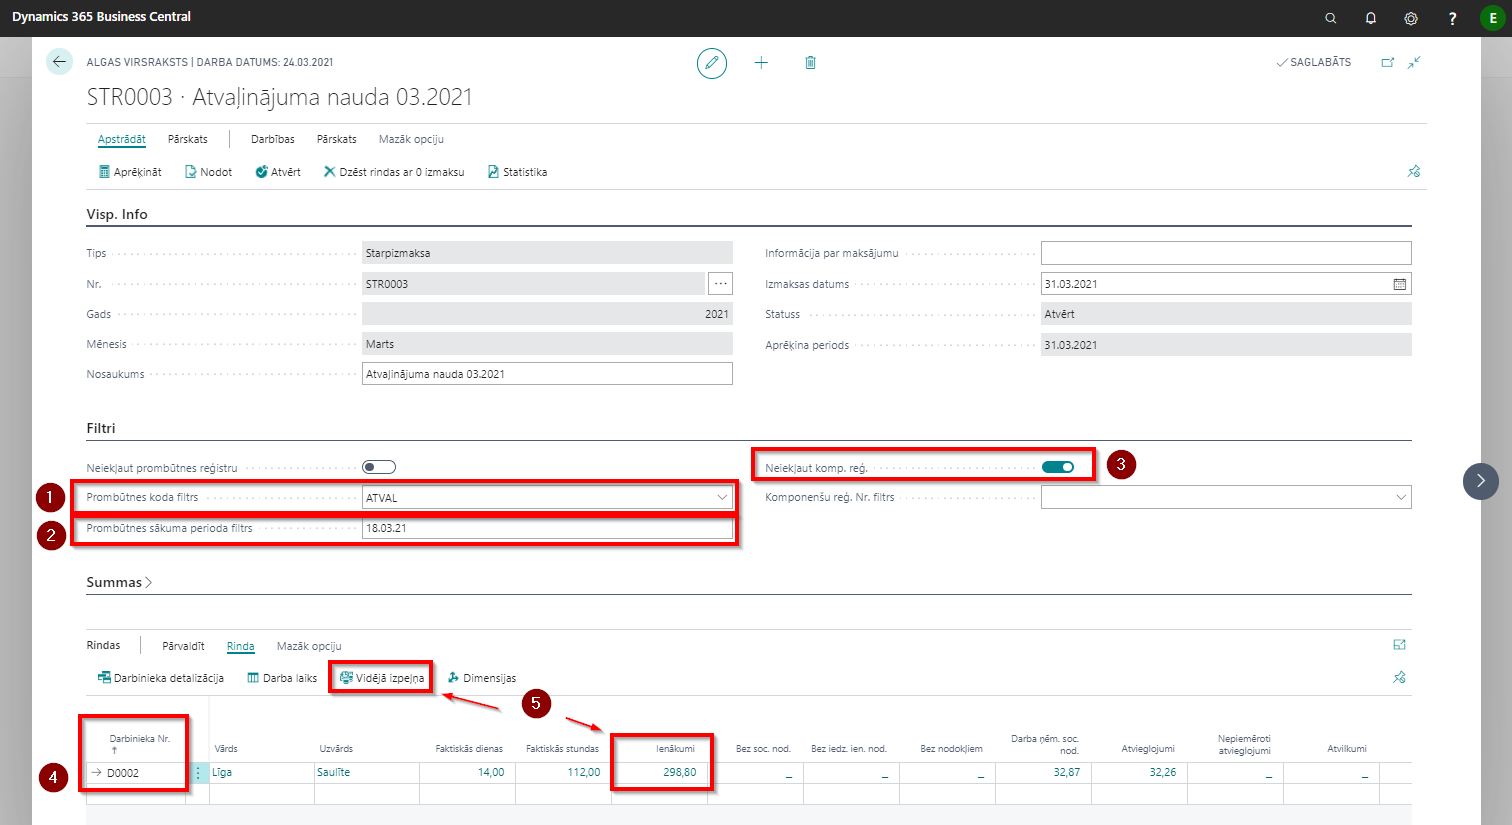 Dynamics 365 Business Central
?
E
ALGAS VIRSRAKSTS | DARBA DATUMS: 24.03.2021
SAGLABĀTS
STR0003 · Atvaļinājuma nauda 03.2021
Apstrādāt Pārskats Darbības Pārskats Mazāk opciju
Aprēķināt Nodot Atvērt Dzēst rindas ar 0 izmaksu Statistika
Visp. Info
Tips Starpizmaksa Informācija par maksājumu
Nr. STR0003 ... Izmaksas datums 31.03.2021
Gads 2021 Statuss Atvērt
Mēnesis Marts Aprēķina periods 31.03.2021
Nosaukums Atvaļinājuma nauda 03.2021
Filtri
Neiekļaut prombūtnes reģistru Neiekļaut komp. reģ. 3
1 Prombūtnes koda filtrs ATVAL Komponenšu reģ. Nr. filtrs
2 Prombūtnes sākuma perioda filtrs 18.03.21
Summas
Rindas Pārvaldīt Rinda Mazāk opciju
Darbinieka detalizācija Darba laiks Vidējā izpeļņa Dimensijas
5
Darbinieka Nr. ↑ Vārds Uzvārds Faktiskās dienas Faktiskās stundas Ienākumi Bez soc. nod. Bez iedz. ien. nod. Bez nodokļiem Darba ņēm. soc. nod. Atvieglojumi Nepiemēroti atvieglojumi Atvilkumi
4 → D0002 Līga Saulīte 14,00 112,00 298,80 _ _ _ 32,87 32,26 _ _